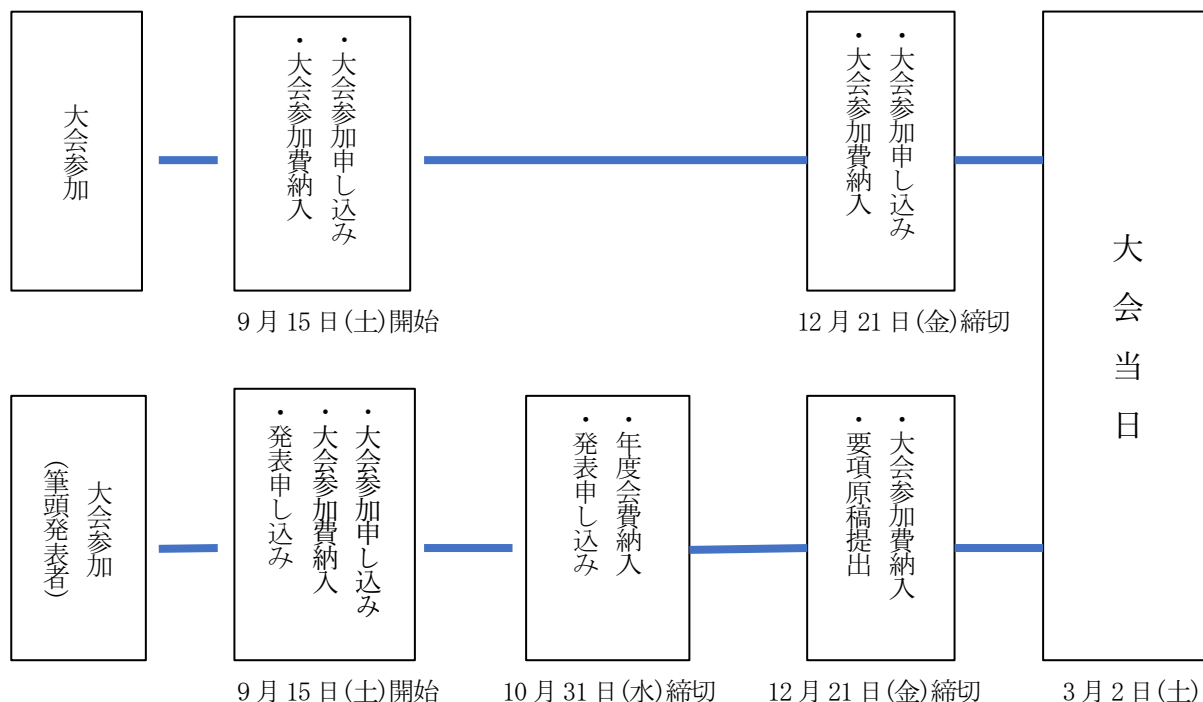 大会参加
・大会参加申し込み
・大会参加費納入
9月15日(土)開始
・大会参加申し込み
・大会参加費納入
12月21日(金)締切
大会参加
(筆頭発表者)
・大会参加申し込み
・大会参加費納入
・発表申し込み
9月15日(土)開始
・年度会費納入
・発表申し込み
10月31日(水)締切
・大会参加費納入
・要項原稿提出
12月21日(金)締切
大会当日
3月2日(土)